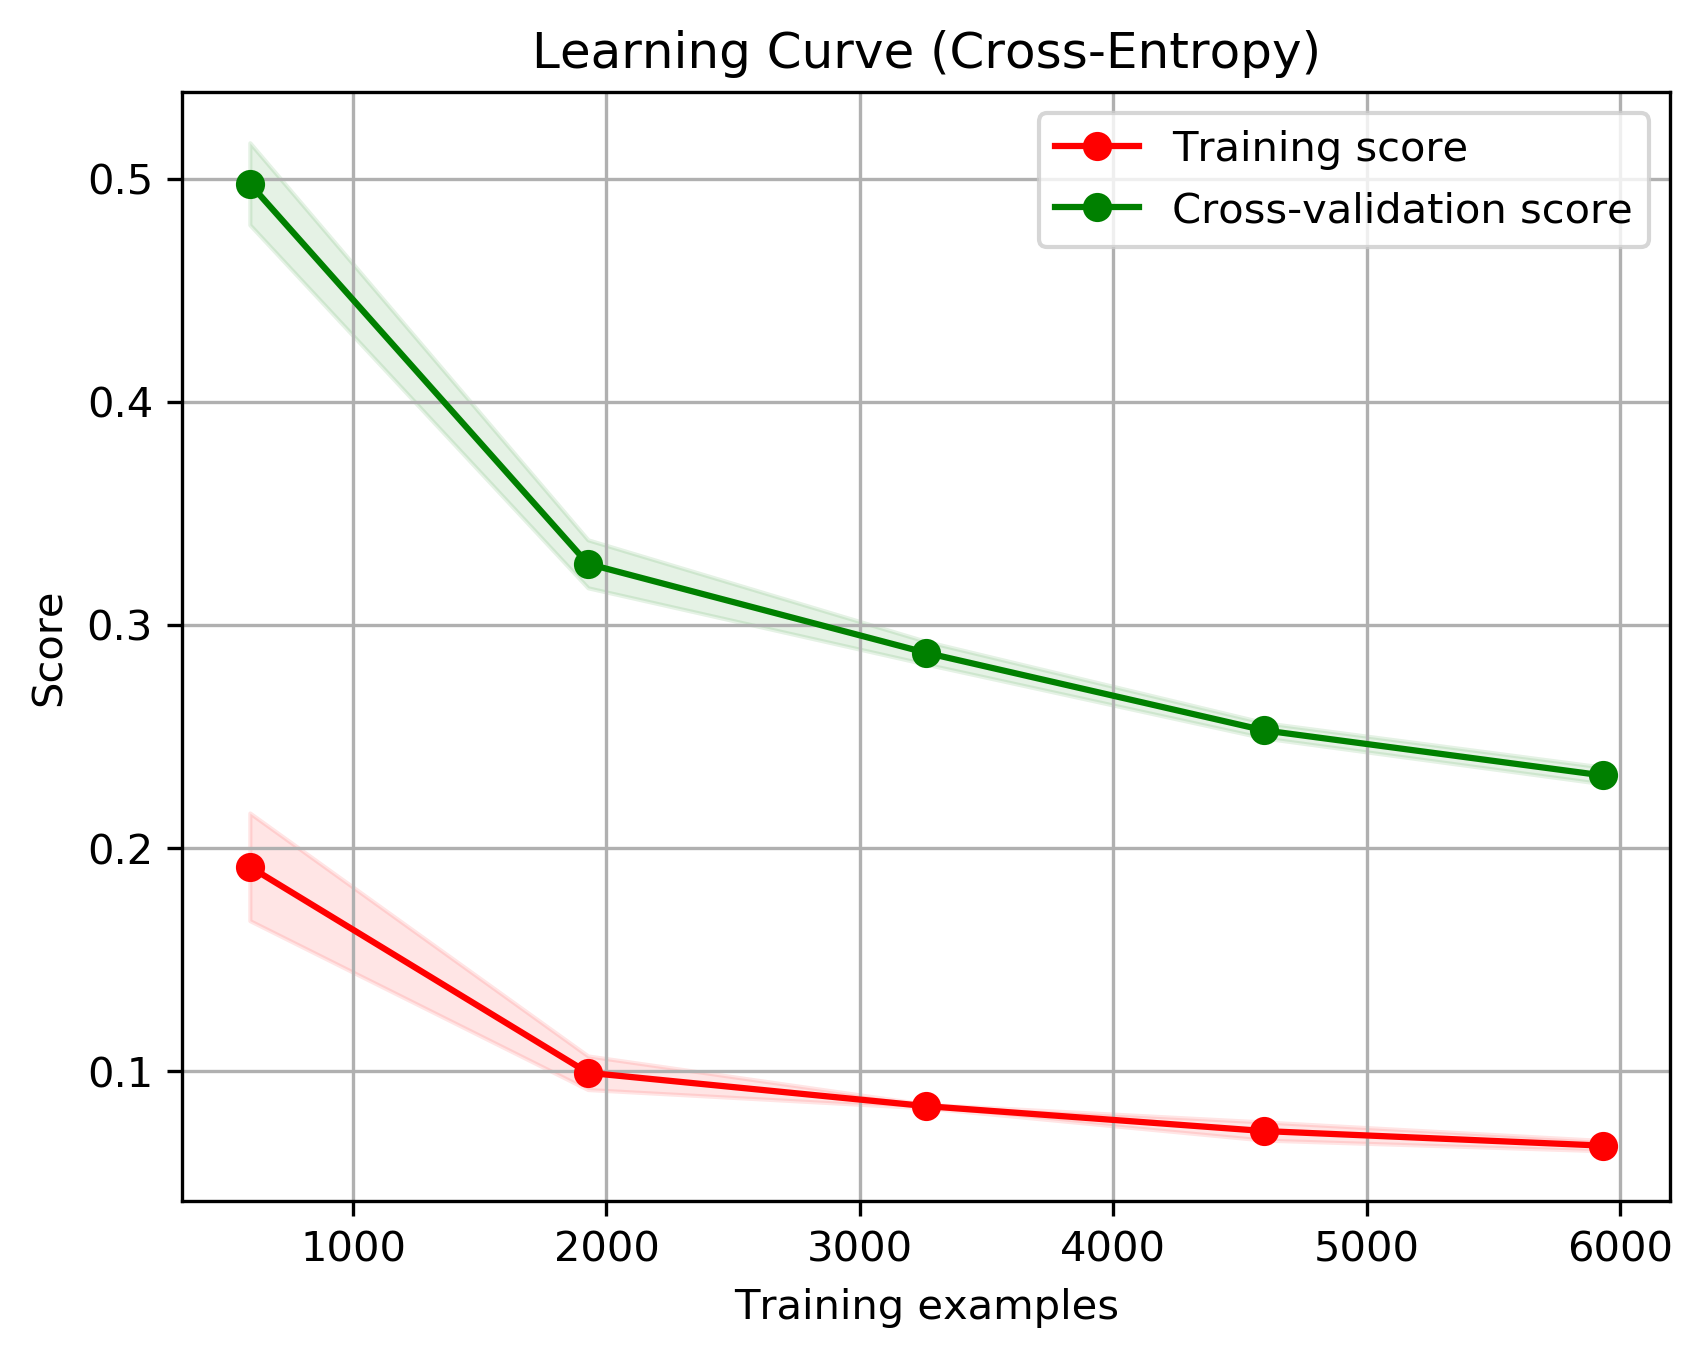 Learning Curve (Cross-Entropy)
Training score
Cross-validation score
0.5
0.4
0.3
0.2
0.1
Score
1000 2000 3000 4000 5000 6000
Training examples